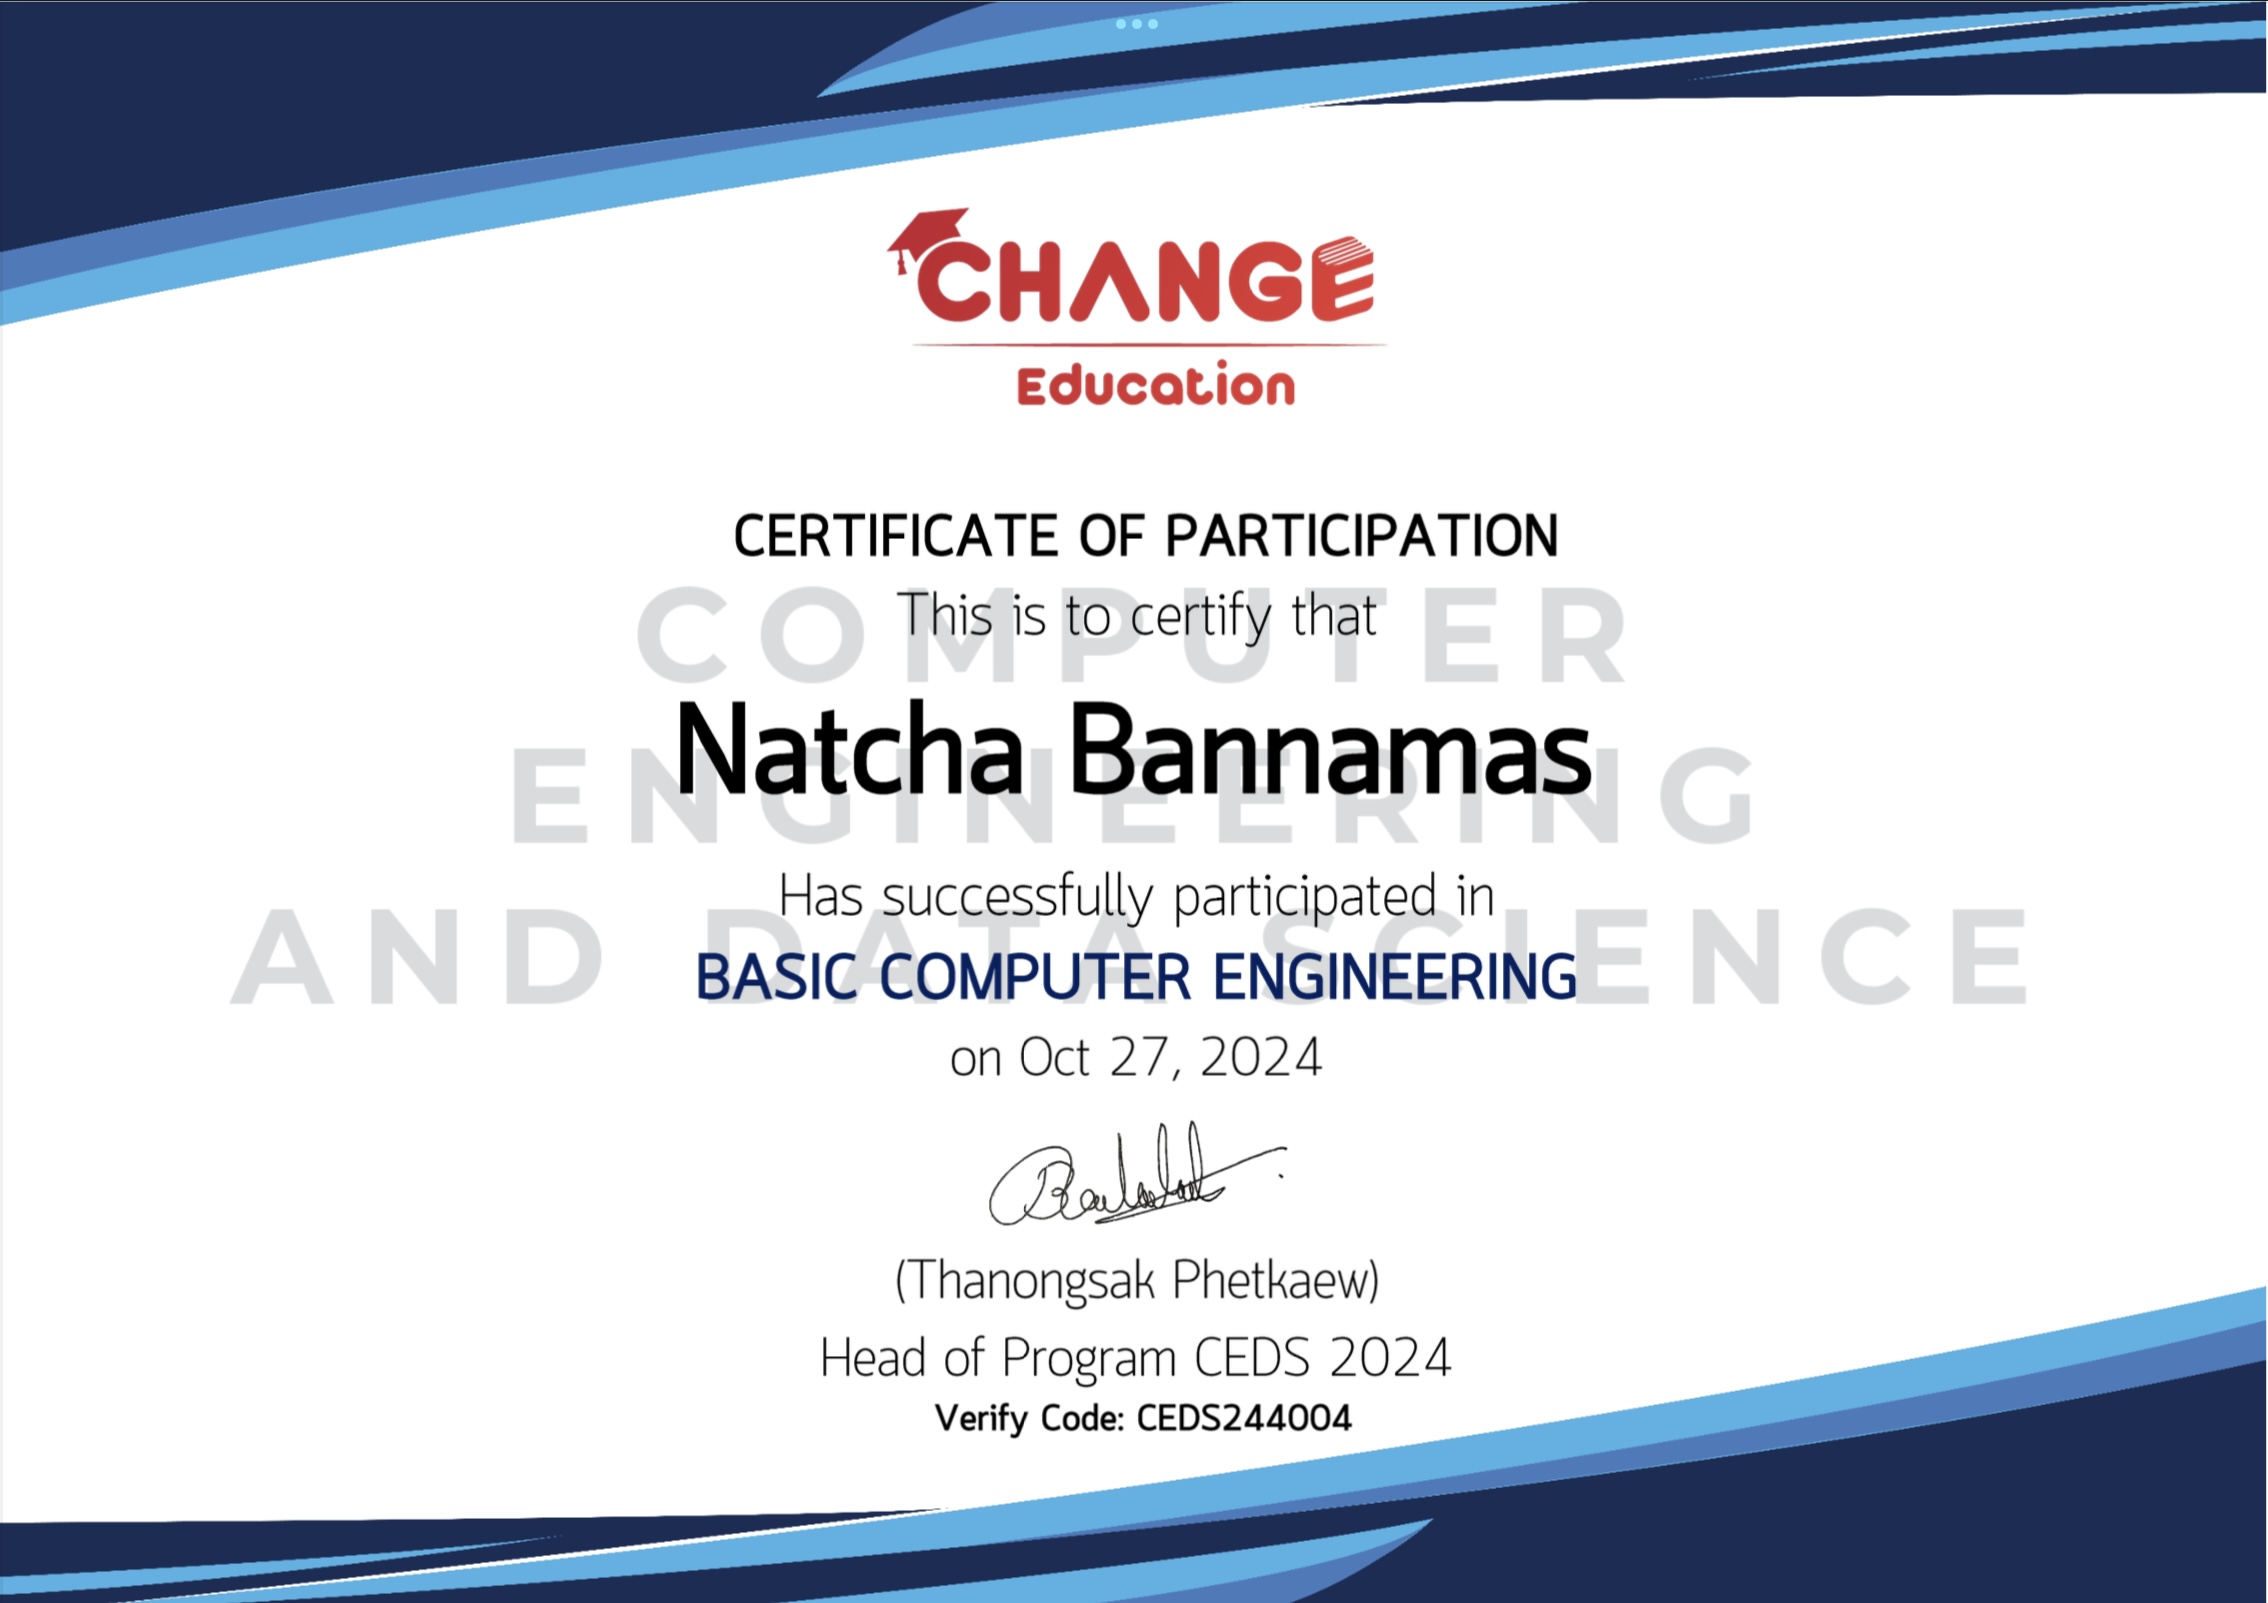 CHANGE
Education
CERTIFICATE OF PARTICIPATION
This is to certify that
COMPUTER
Natcha Bannamas
ENGINEERING
Has successfully participated in
AND DATA SCIENCE
BASIC COMPUTER ENGINEERING
on Oct 27, 2024
(Thanongsak Phetkaew)
Head of Program CEDS 2024
Verify Code: CEDS244004